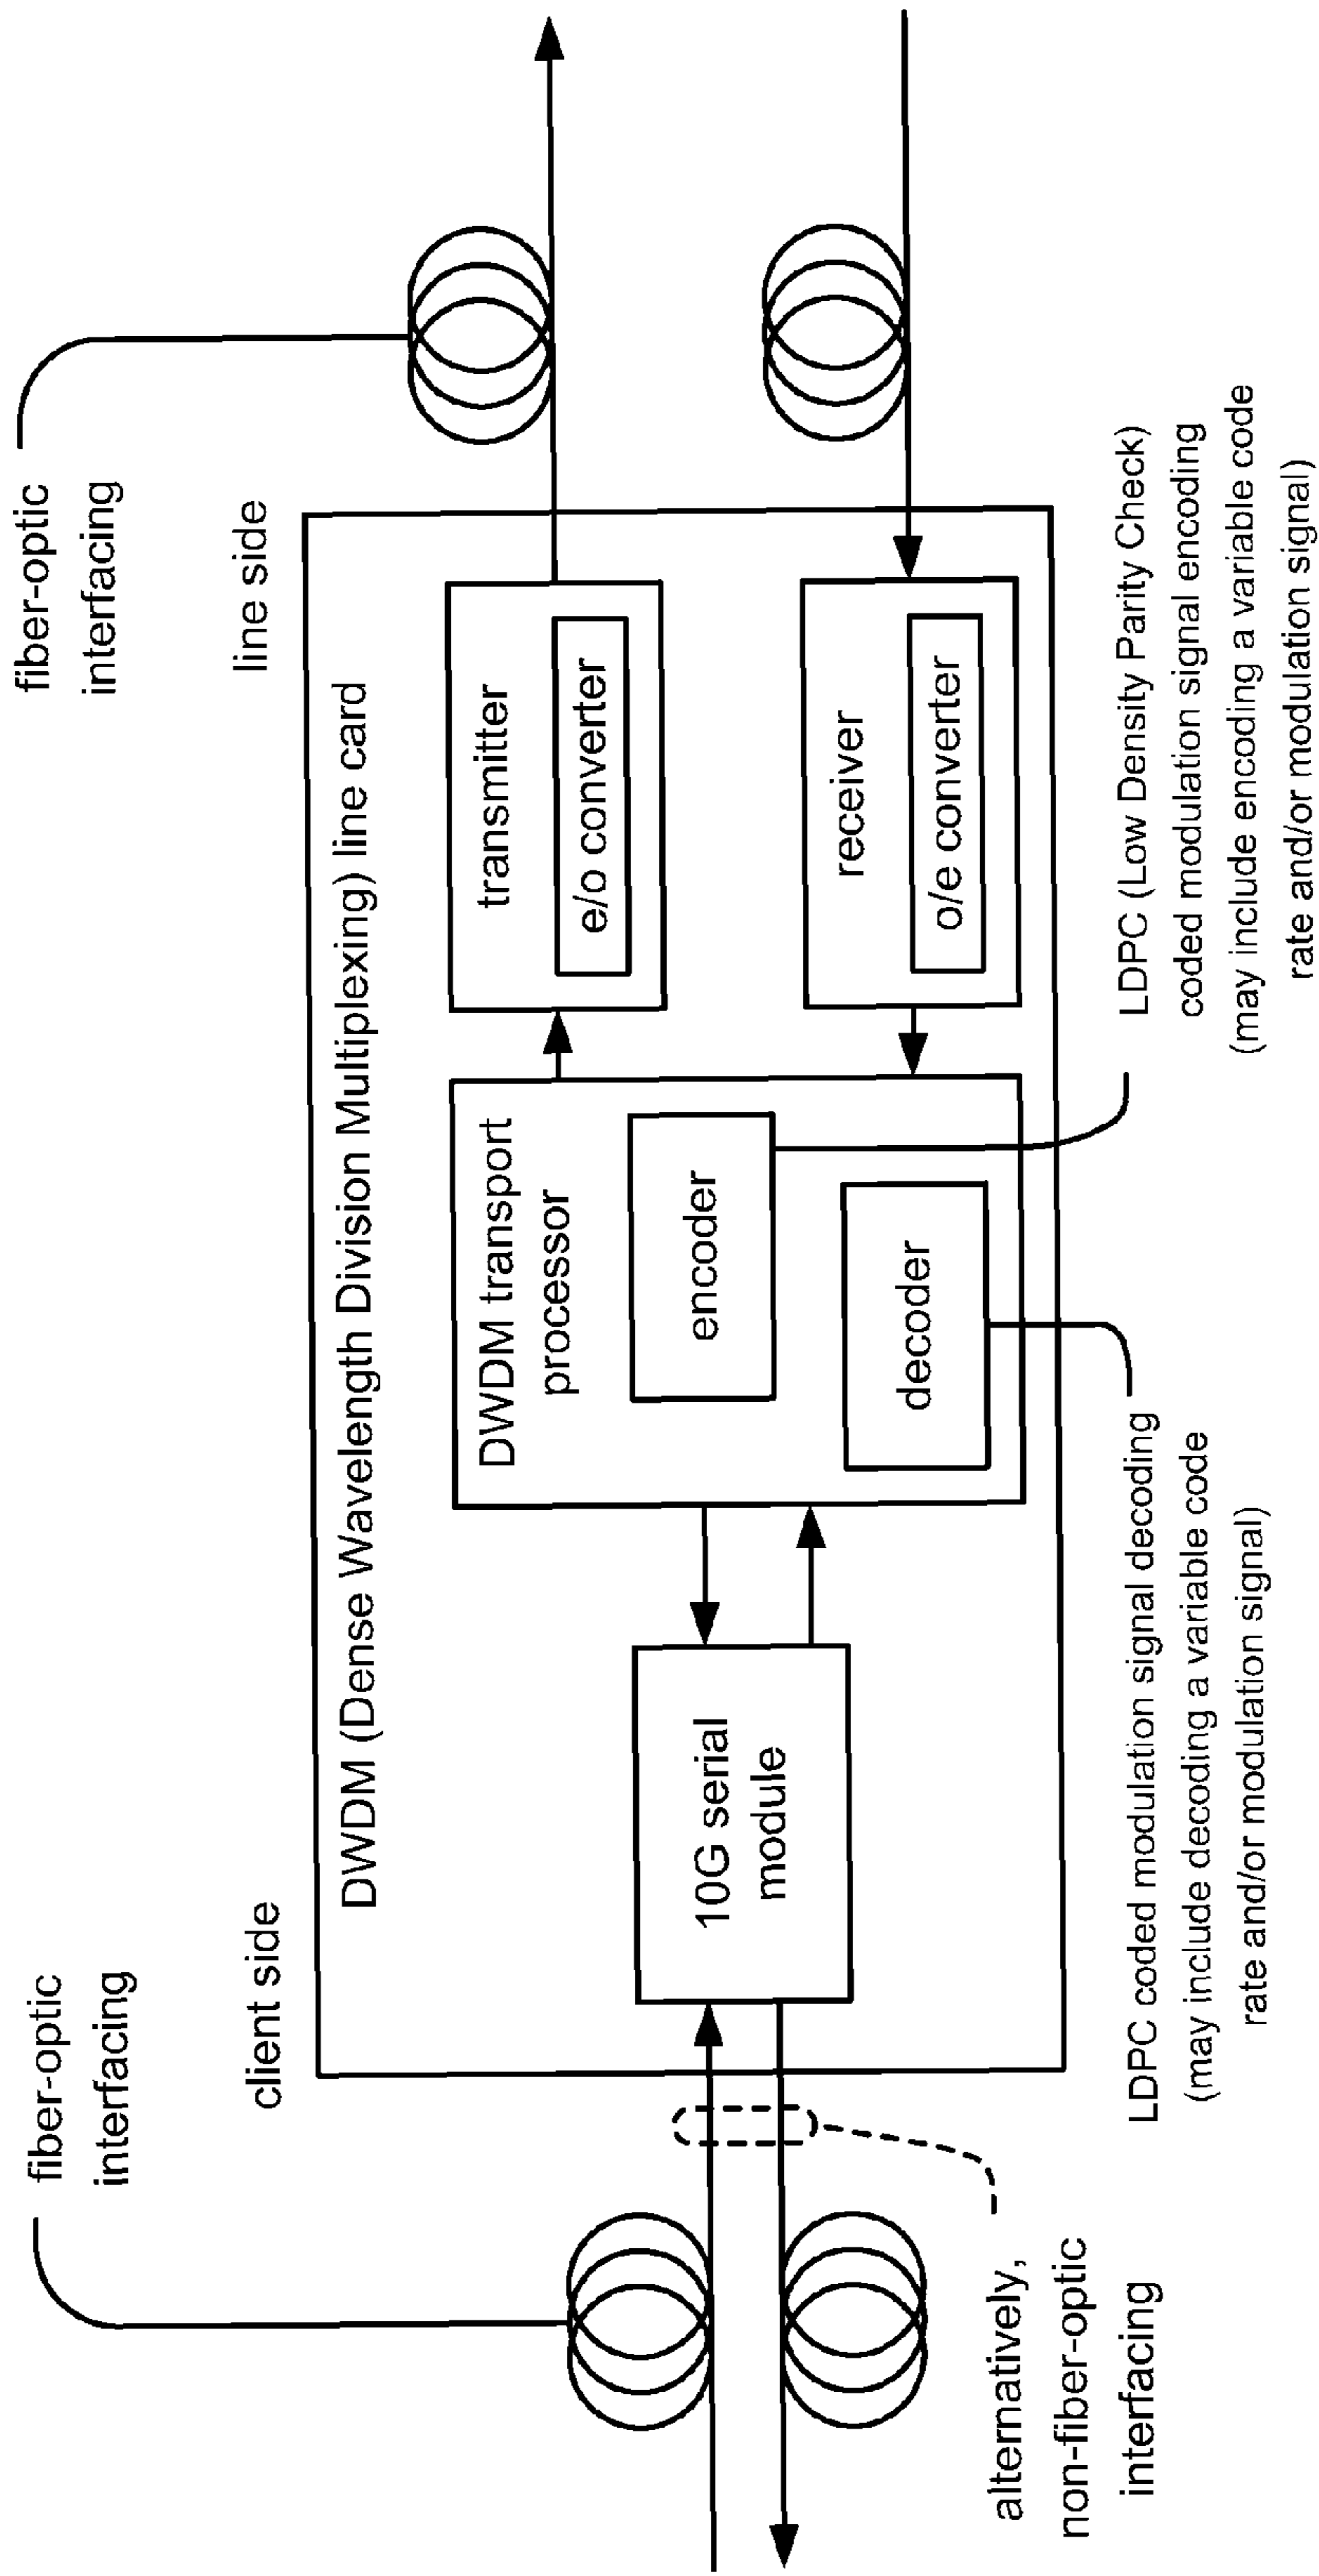 fiber-optic
interfacing
fiber-optic
interfacing
client side
line side
DWDM (Dense Wavelength Division Multiplexing) line card
10G serial
module
DWDM transport
processor
encoder
decoder
transmitter
e/o converter
receiver
o/e converter
alternatively,
non-fiber-optic
interfacing
LDPC coded modulation signal decoding
(may include decoding a variable code
rate and/or modulation signal)
LDPC (Low Density Parity Check)
coded modulation signal encoding
(may include encoding a variable code
rate and/or modulation signal)